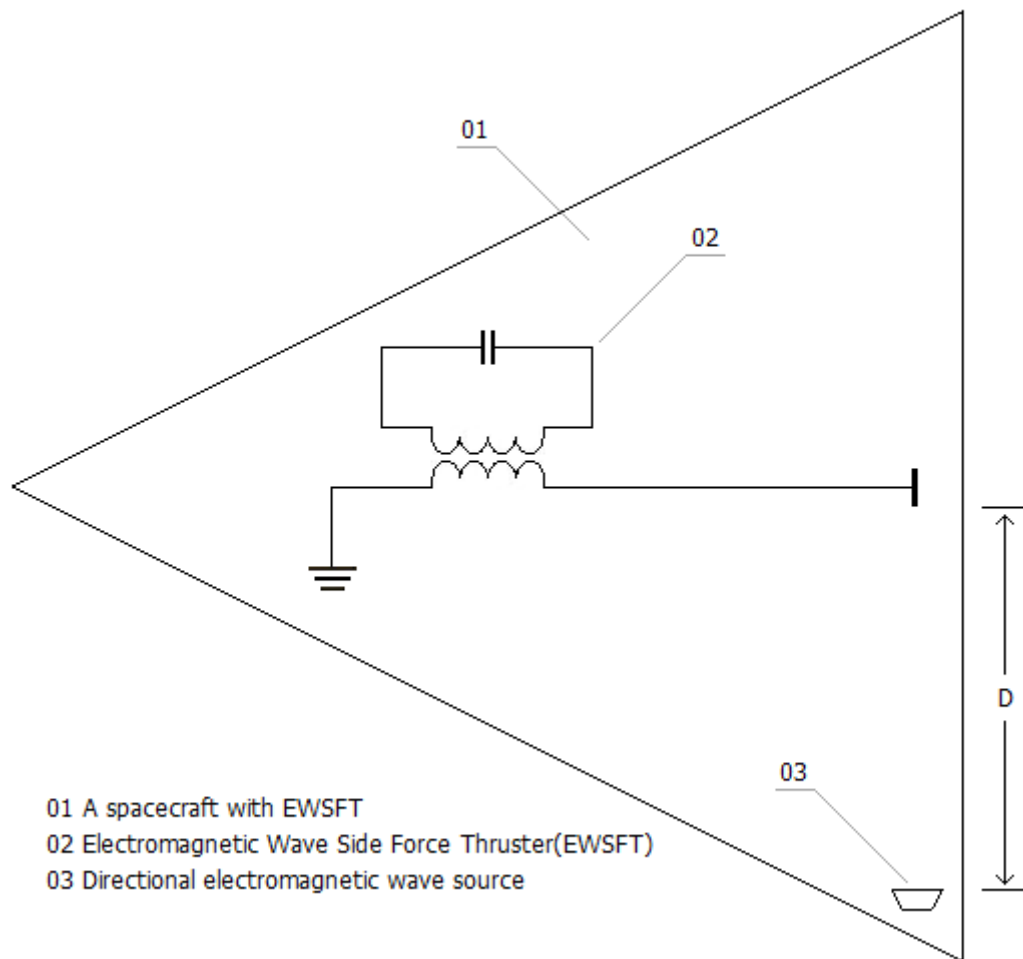 01
02
D
03
01 A spacecraft with EWSFT
02 Electromagnetic Wave Side Force Thruster(EWSFT)
03 Directional electromagnetic wave source